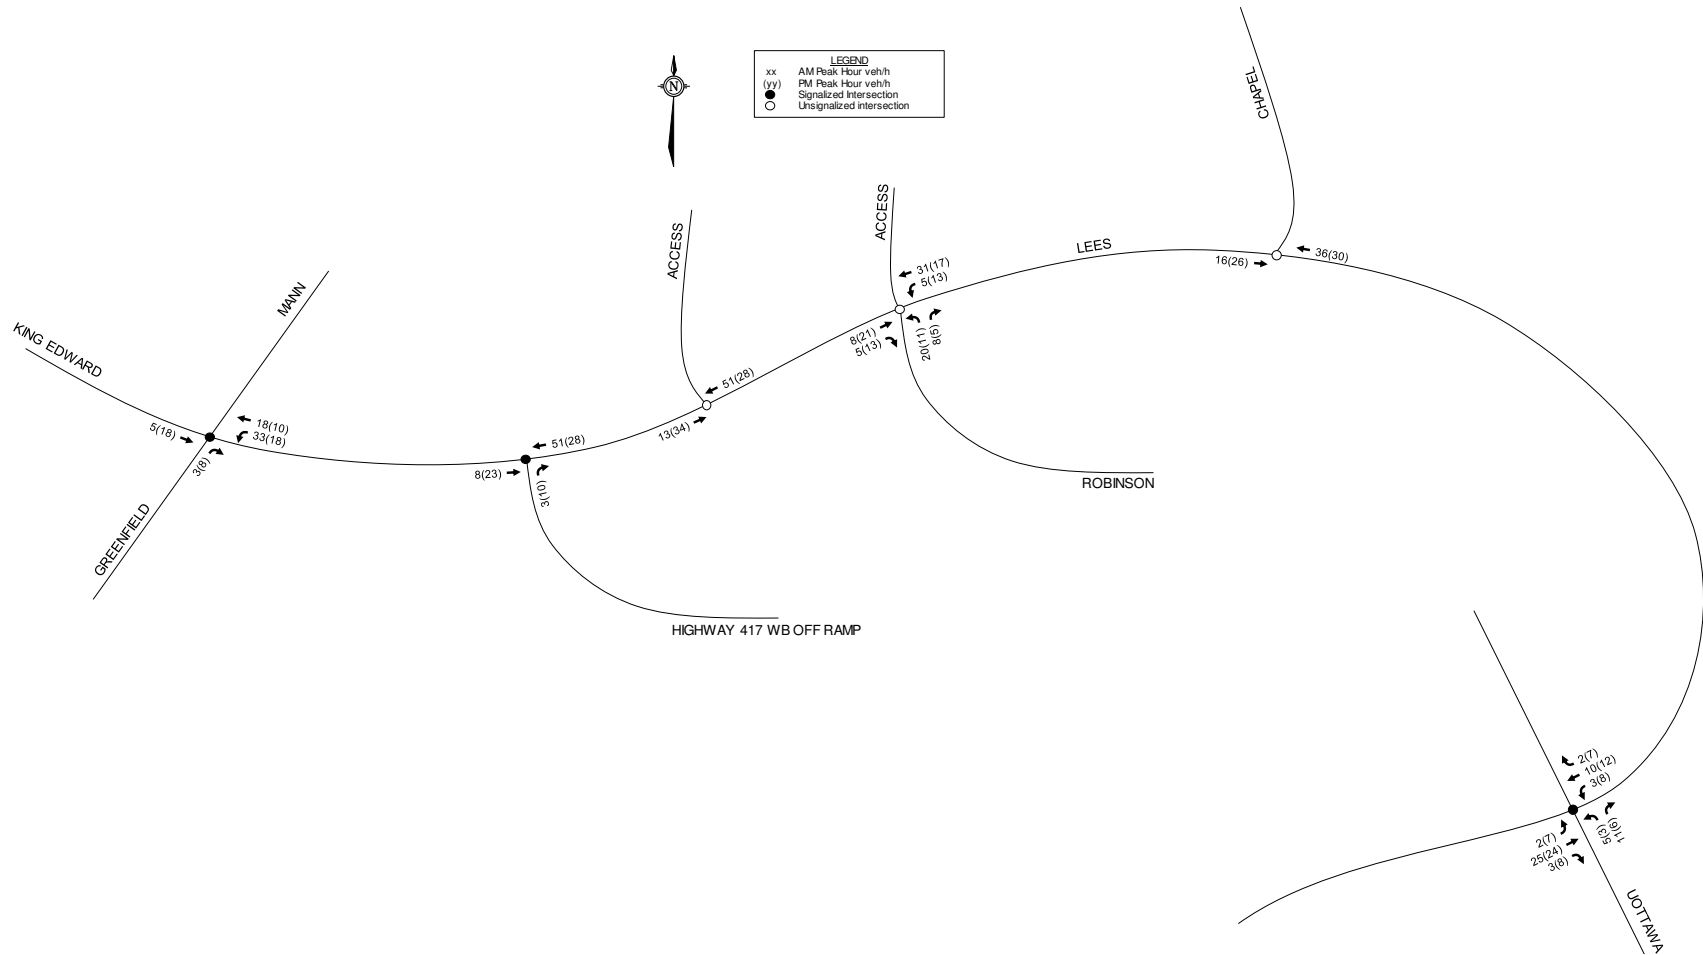 LEGEND
xx AM Peak Hour veh/h
(yy) PM Peak Hour veh/h
Signalized Intersection
Unsignalized intersection
N
CHAPEL
ACCESS
ACCESS
LEES
31(17)
5(13)
16(26)
36(30)
MANN
KING EDWARD
8(21)
5(13)
20(11)
8(5)
51(28)
13(34)
18(10)
33(18)
5(18)
3(8)
51(28)
8(23)
3(10)
ROBINSON
GREENFIELD
HIGHWAY 417 WB OFF RAMP
2(7)
10(12)
3(8)
2(7)
25(24)
3(8)
5(3)
11(6)
UOTTAWA